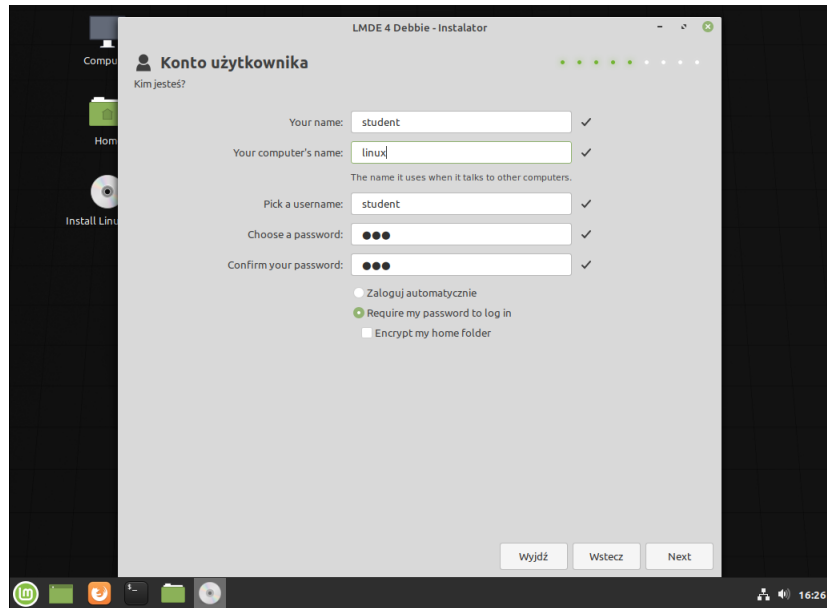 LMDE 4 Debbie - Instalator
Compu
Konto użytkownika
Kim jesteś?
Your name: student
Hom
Your computer's name: linux
The name it uses when it talks to other computers.
Install Linu
Pick a username: student
Choose a password: ●●●
Confirm your password: ●●●
Zaloguj automatycznie
Require my password to log in
Encrypt my home folder
Wyjdź Wstecz Next
16:26